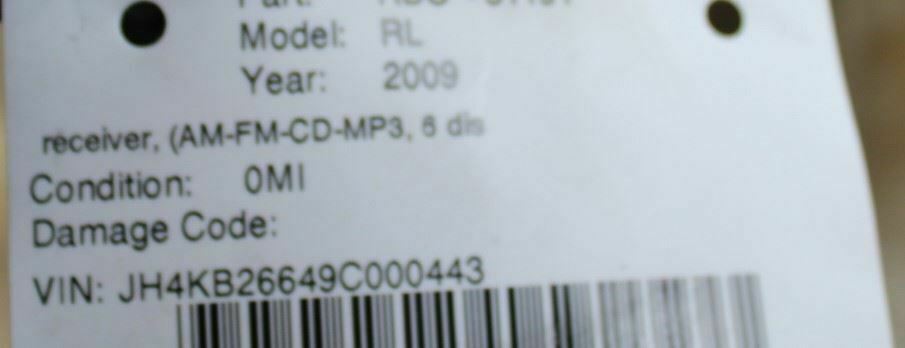 Model: RL
Year: 2009
receiver, (AM-FM-CD-MP3, 6 dis
Condition: 0MI
Damage Code:
VIN: JH4KB26649C000443